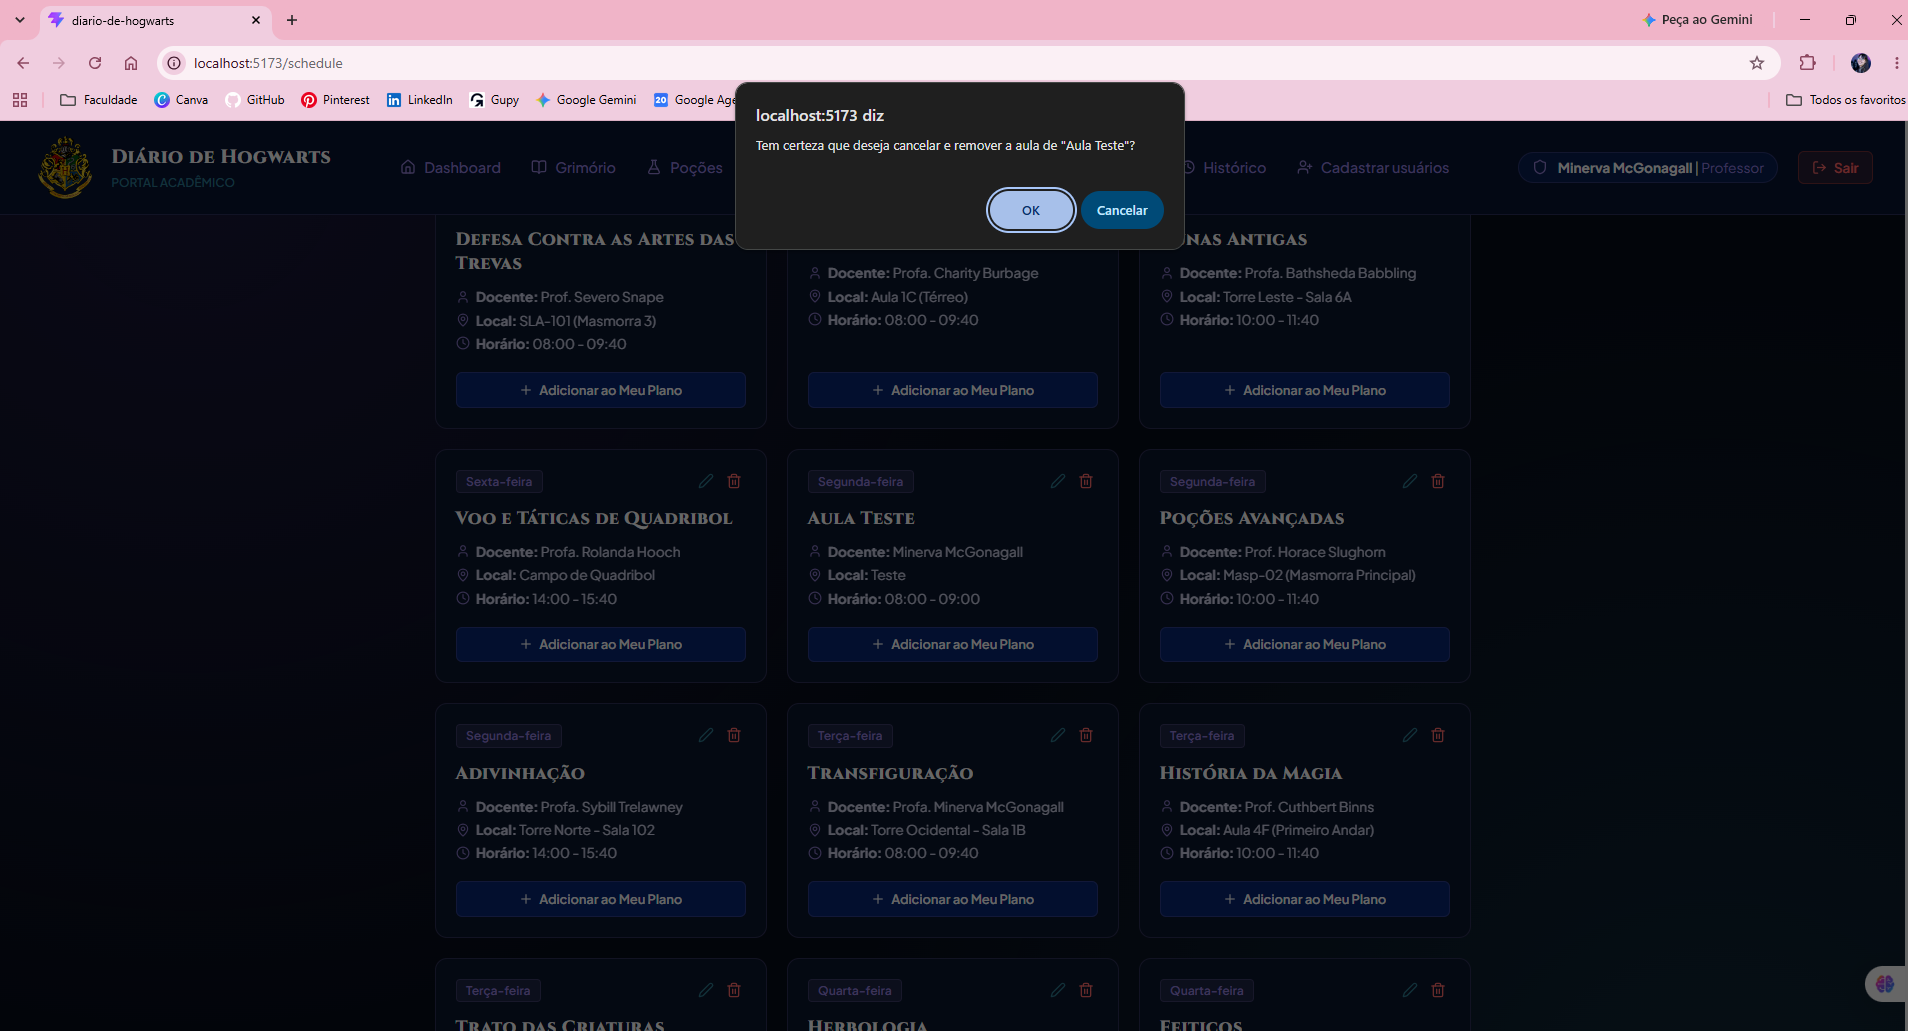 diario-de-hogwarts
Peça ao Gemini
localhost:5173/schedule
Faculdade
Canva
GitHub
Pinterest
LinkedIn
Gupy
Google Gemini
Google Age
Todos os favoritos
localhost:5173 diz
Tem certeza que deseja cancelar e remover a aula de "Aula Teste"?
OK
Cancelar
Diário de Hogwarts
PORTAL ACADÊMICO
Dashboard
Grimório
Poções
Histórico
Cadastrar usuários
Minerva McGonagall | Professor
Sair
Defesa Contra as Artes das
Trevas
Docente: Prof. Severo Snape
Local: SLA-101 (Masmorra 3)
Horário: 08:00 - 09:40
+ Adicionar ao Meu Plano
Docente: Profa. Charity Burbage
Local: Aula 1C (Térreo)
Horário: 08:00 - 09:40
+ Adicionar ao Meu Plano
nas Antigas
Docente: Profa. Bathsheda Babbling
Local: Torre Leste - Sala 6A
Horário: 10:00 - 11:40
+ Adicionar ao Meu Plano
Sexta-feira
Voo e Táticas de Quadribol
Docente: Profa. Rolanda Hooch
Local: Campo de Quadribol
Horário: 14:00 - 15:40
+ Adicionar ao Meu Plano
Segunda-feira
Aula Teste
Docente: Minerva McGonagall
Local: Teste
Horário: 08:00 - 09:00
+ Adicionar ao Meu Plano
Segunda-feira
Poções Avançadas
Docente: Prof. Horace Slughorn
Local: Masp-02 (Masmorra Principal)
Horário: 10:00 - 11:40
+ Adicionar ao Meu Plano
Segunda-feira
Adivinhação
Docente: Profa. Sybill Trelawney
Local: Torre Norte - Sala 102
Horário: 14:00 - 15:40
+ Adicionar ao Meu Plano
Terça-feira
Transfiguração
Docente: Profa. Minerva McGonagall
Local: Torre Ocidental - Sala 1B
Horário: 08:00 - 09:40
+ Adicionar ao Meu Plano
Terça-feira
História da Magia
Docente: Prof. Cuthbert Binns
Local: Aula 4F (Primeiro Andar)
Horário: 10:00 - 11:40
+ Adicionar ao Meu Plano
Terça-feira
Trato das Criaturas
Quarta-feira
Herbologia
Quarta-feira
Feitiços